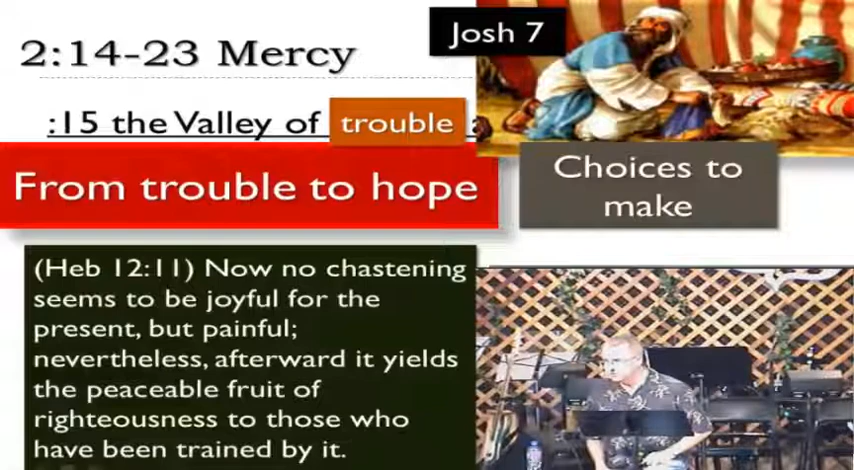 Josh 7
2:14-23 Mercy
:15 the Valley of trouble
From trouble to hope
Choices to
make
(Heb 12:11) Now no chastening
seems to be joyful for the
present, but painful;
nevertheless, afterward it yields
the peaceable fruit of
righteousness to those who
have been trained by it.